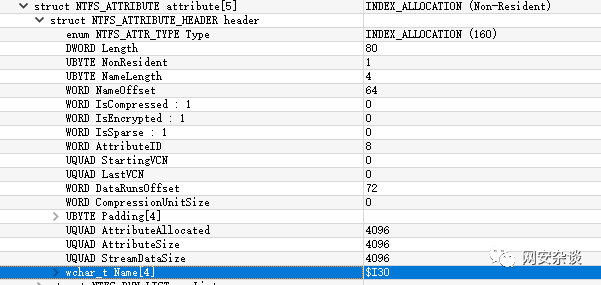 struct NTFS_ATTRIBUTE attribute[5] INDEX_ALLOCATION (Non-Resident)
struct NTFS_ATTRIBUTE_HEADER header
enum NTFS_ATTR_TYPE Type INDEX_ALLOCATION (160)
DWORD Length 80
UBYTE NonResident 1
UBYTE NameLength 4
WORD NameOffset 64
WORD IsCompressed : 1 0
WORD IsEncrypted : 1 0
WORD IsSparse : 1 0
WORD AttributeID 8
UQUAD StartingVCN 0
UQUAD LastVCN 0
WORD DataRunsOffset 72
WORD CompressionUnitSize 0
UBYTE Padding[4]
UQUAD AttributeAllocated 4096
UQUAD AttributeSize 4096
UQUAD StreamDataSize 4096
网安杂谈
wchar_t Name[4] $I30